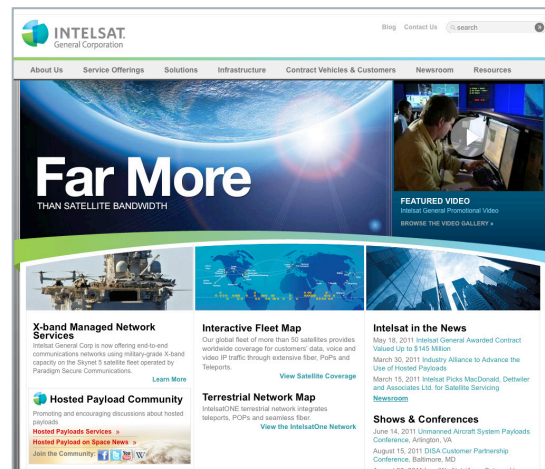 INTELSAT
General Corporation
Blog Contact Us search
About Us Service Offerings Solutions Infrastructure Contract Vehicles & Customers Newsroom Resources
Far More
THAN SATELLITE BANDWIDTH
FEATURED VIDEO
Intelsat General Promotional Video
BROWSE THE VIDEO GALLERY »
X-band Managed Network
Services
Intelsat General Corp is now offering end-to-end
communications networks using military-grade X-band
capacity on the Skynet 5 satellite fleet operated by
Paradigm Secure Communications.
Learn More
Hosted Payload Community
Promoting and encouraging discussions about hosted
payloads
Hosted Payloads Services »
Hosted Payload on Space News »
Join the Community:
Interactive Fleet Map
Our global fleet of more than 50 satellites provides
worldwide coverage for customers' data, voice and
video IP traffic through extensive fiber, PoPs and
Teleports.
View Satellite Coverage
Terrestrial Network Map
IntelsatONE terrestrial network integrates
teleports, POPs and seamless fiber.
View the IntelsatOne Network
Intelsat in the News
May 18, 2011 Intelsat General Awarded Contract
Valued Up to $145 Million
March 30, 2011 Industry Alliance to Advance the
Use of Hosted Payloads
March 15, 2011 Intelsat Picks MacDonald, Dettwiler
and Associates Ltd. for Satellite Servicing
Newsroom
Shows & Conferences
June 14, 2011 Unmanned Aircraft System Payloads
Conference, Arlington, VA
August 15, 2011 DISA Customer Partnership
Conference, Baltimore, MD